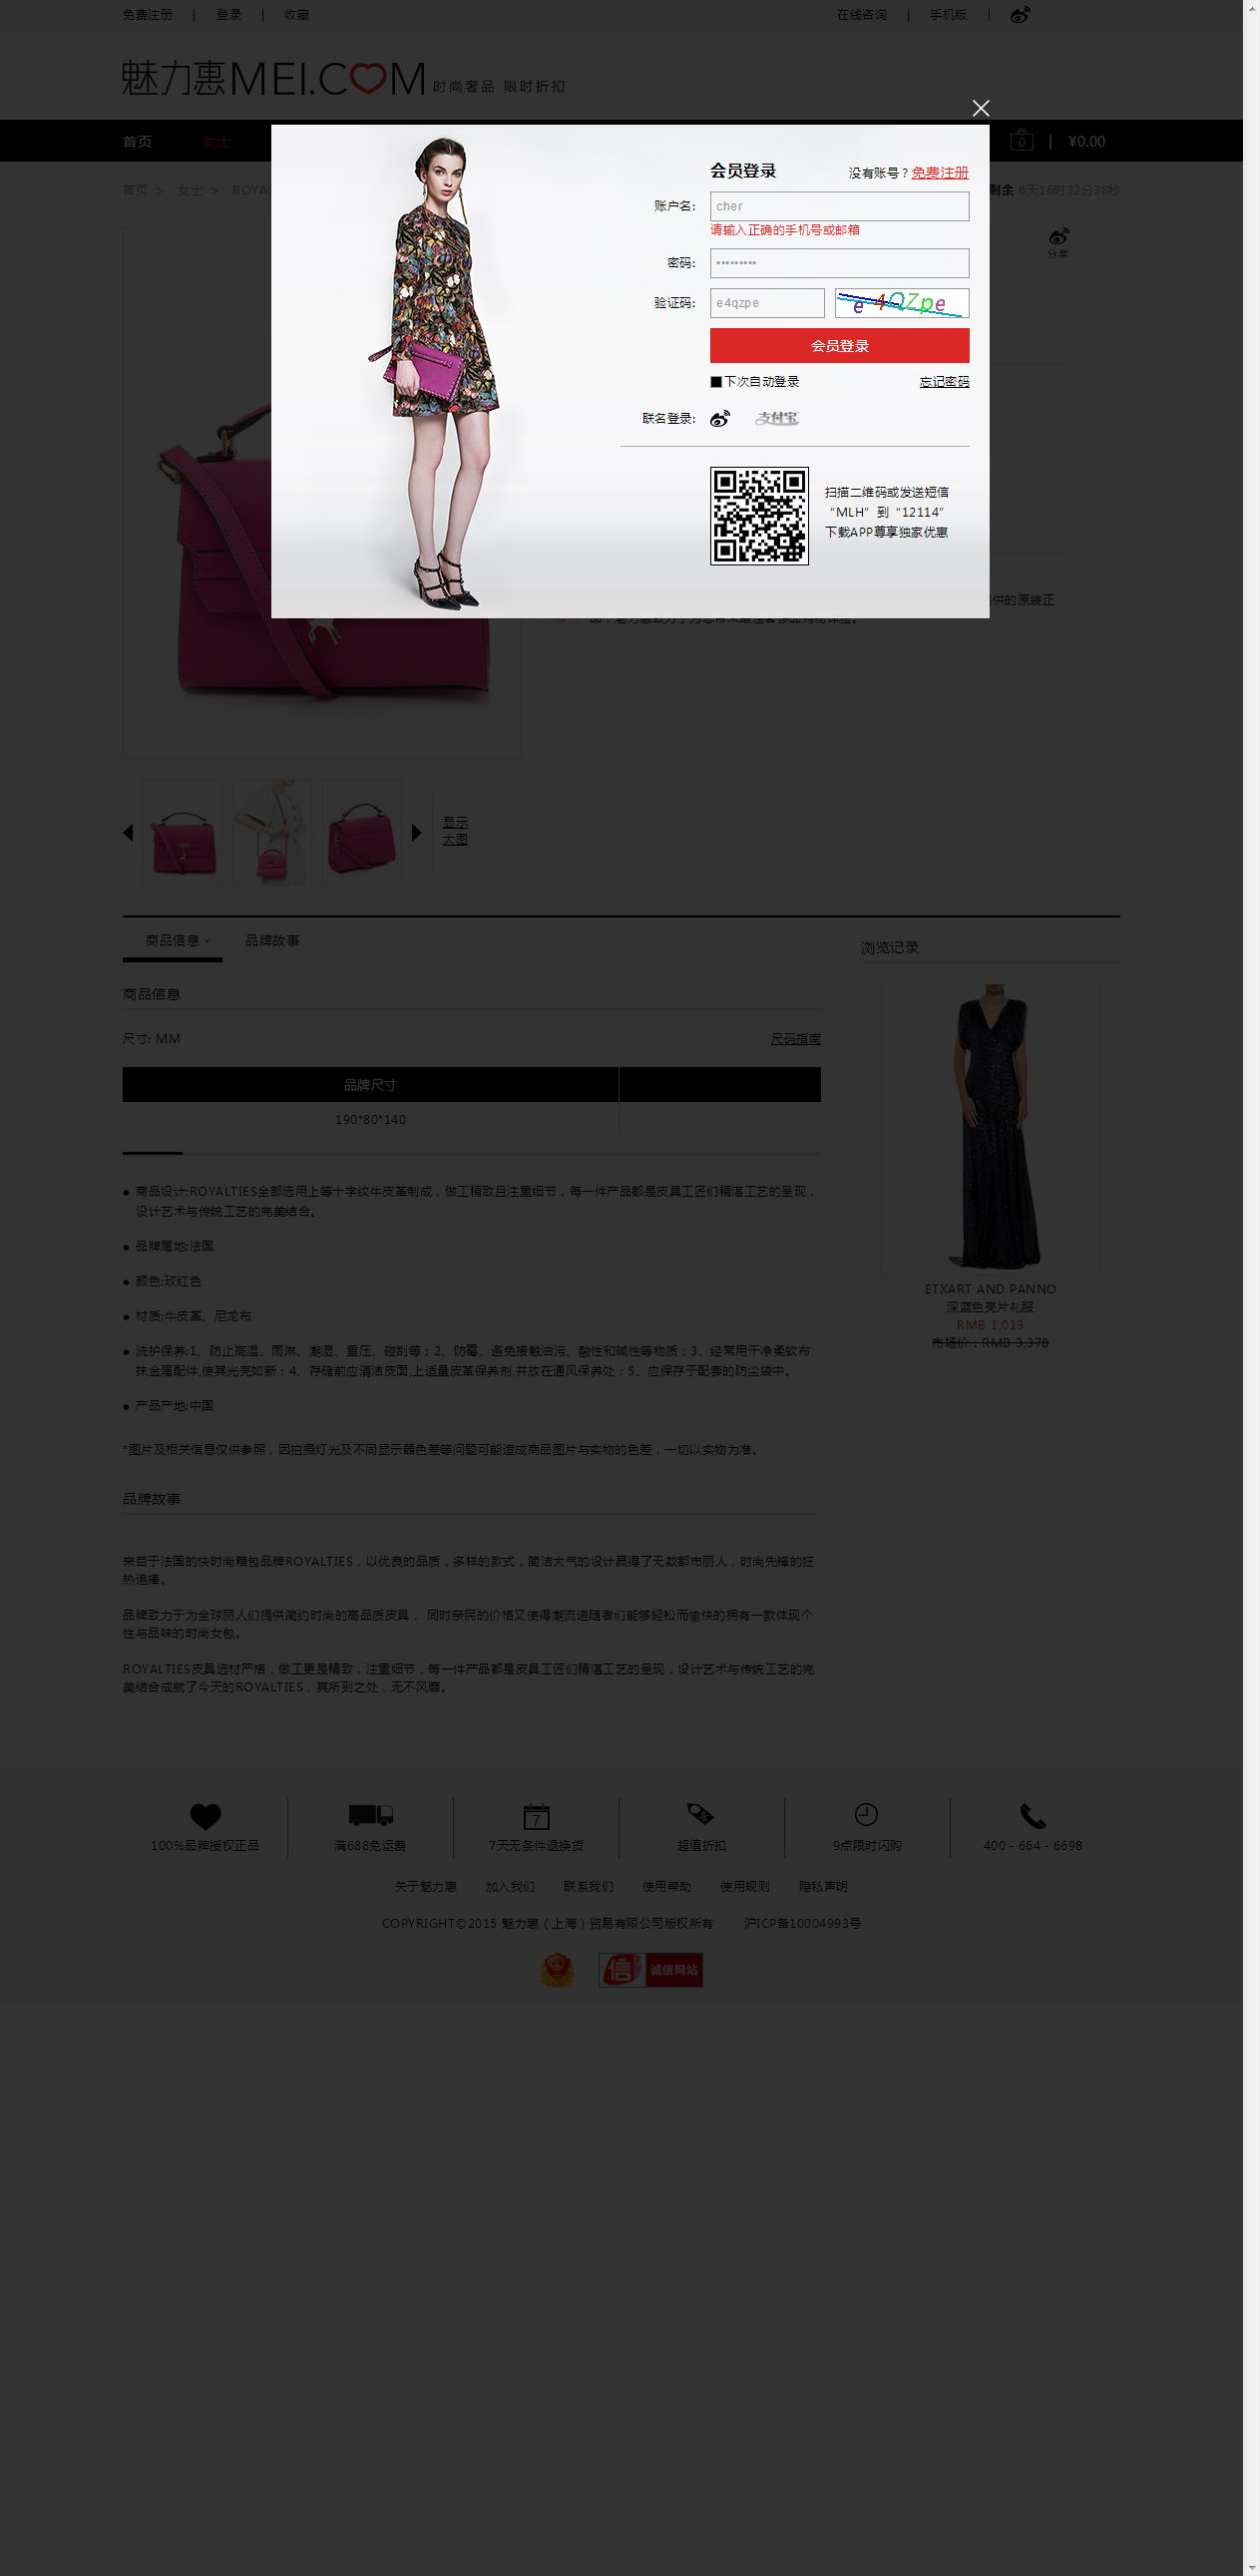 免费注册 | 登录 | 收藏
在线咨询 | 手机版 |
魅力惠MEI.COM 时尚奢品 限时折扣
首页 女士
0 | ¥0.00
首页 > 女士 > ROYAL
剩余 6天16时32分38秒
分享
会员登录
没有账号？免费注册
账户名: cher
请输入正确的手机号或邮箱
密码: •••••••••
验证码: e4qzpe e4QZpe
会员登录
下次自动登录 忘记密码
联名登录: 支付宝
扫描二维码或发送短信
“MLH”到“12114”
下载APP尊享独家优惠
供的原装正
显示
大图
商品信息 品牌故事
浏览记录
商品信息
尺寸: MM 尺码指南
品牌尺寸
190*80*140
● 商品设计:ROYALTIES全部选用上等十字纹牛皮革制成，做工精致且注重细节，每一件产品都是皮具工匠们精湛工艺的呈现，
设计艺术与传统工艺的完美结合。
● 品牌属地:法国
● 颜色:玫红色
● 材质:牛皮革、尼龙布
● 洗护保养:1、防止高温、雨淋、潮湿、重压、碰刮等；2、防霉、避免接触油污、酸性和碱性等物质；3、经常用干净柔软布
抹金属配件,使其光亮如新；4、存储前应清洁皮面,上适量皮革保养剂,并放在通风保养处；5、应保存于配套的防尘袋中。
● 产品产地:中国
*图片及相关信息仅供参照，因拍摄灯光及不同显示器色差等问题可能造成商品图片与实物的色差，一切以实物为准。
ETXART AND PANNO
深蓝色亮片礼服
RMB 1,013
市场价：RMB 3,378
品牌故事
来自于法国的快时尚箱包品牌ROYALTIES，以优良的品质，多样的款式，简洁大气的设计赢得了无数都市丽人，时尚先锋的狂
热追捧。
品牌致力于为全球丽人们提供简约时尚的高品质皮具， 同时亲民的价格又使得潮流追随者们能够轻松而愉快的拥有一款体现个
性与品味的时尚女包。
ROYALTIES皮具选材严格，做工更是精致，注重细节，每一件产品都是皮具工匠们精湛工艺的呈现，设计艺术与传统工艺的完
美结合成就了今天的ROYALTIES，其所到之处，无不风靡。
7
100%品牌授权正品 满688免运费 7天无条件退换货 超值折扣 9点限时闪购 400 - 664 - 6698
关于魅力惠 加入我们 联系我们 使用帮助 使用规则 隐私声明
COPYRIGHT©2015 魅力惠（上海）贸易有限公司版权所有 沪ICP备10004993号
信 诚信网站